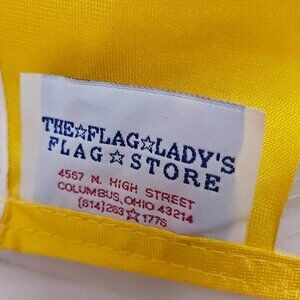 THE☆FLAG☆LADY'S
FLAG☆STORE
4567 N. HIGH STREET
COLUMBUS, OHIO 43214
(614) 263☆1776